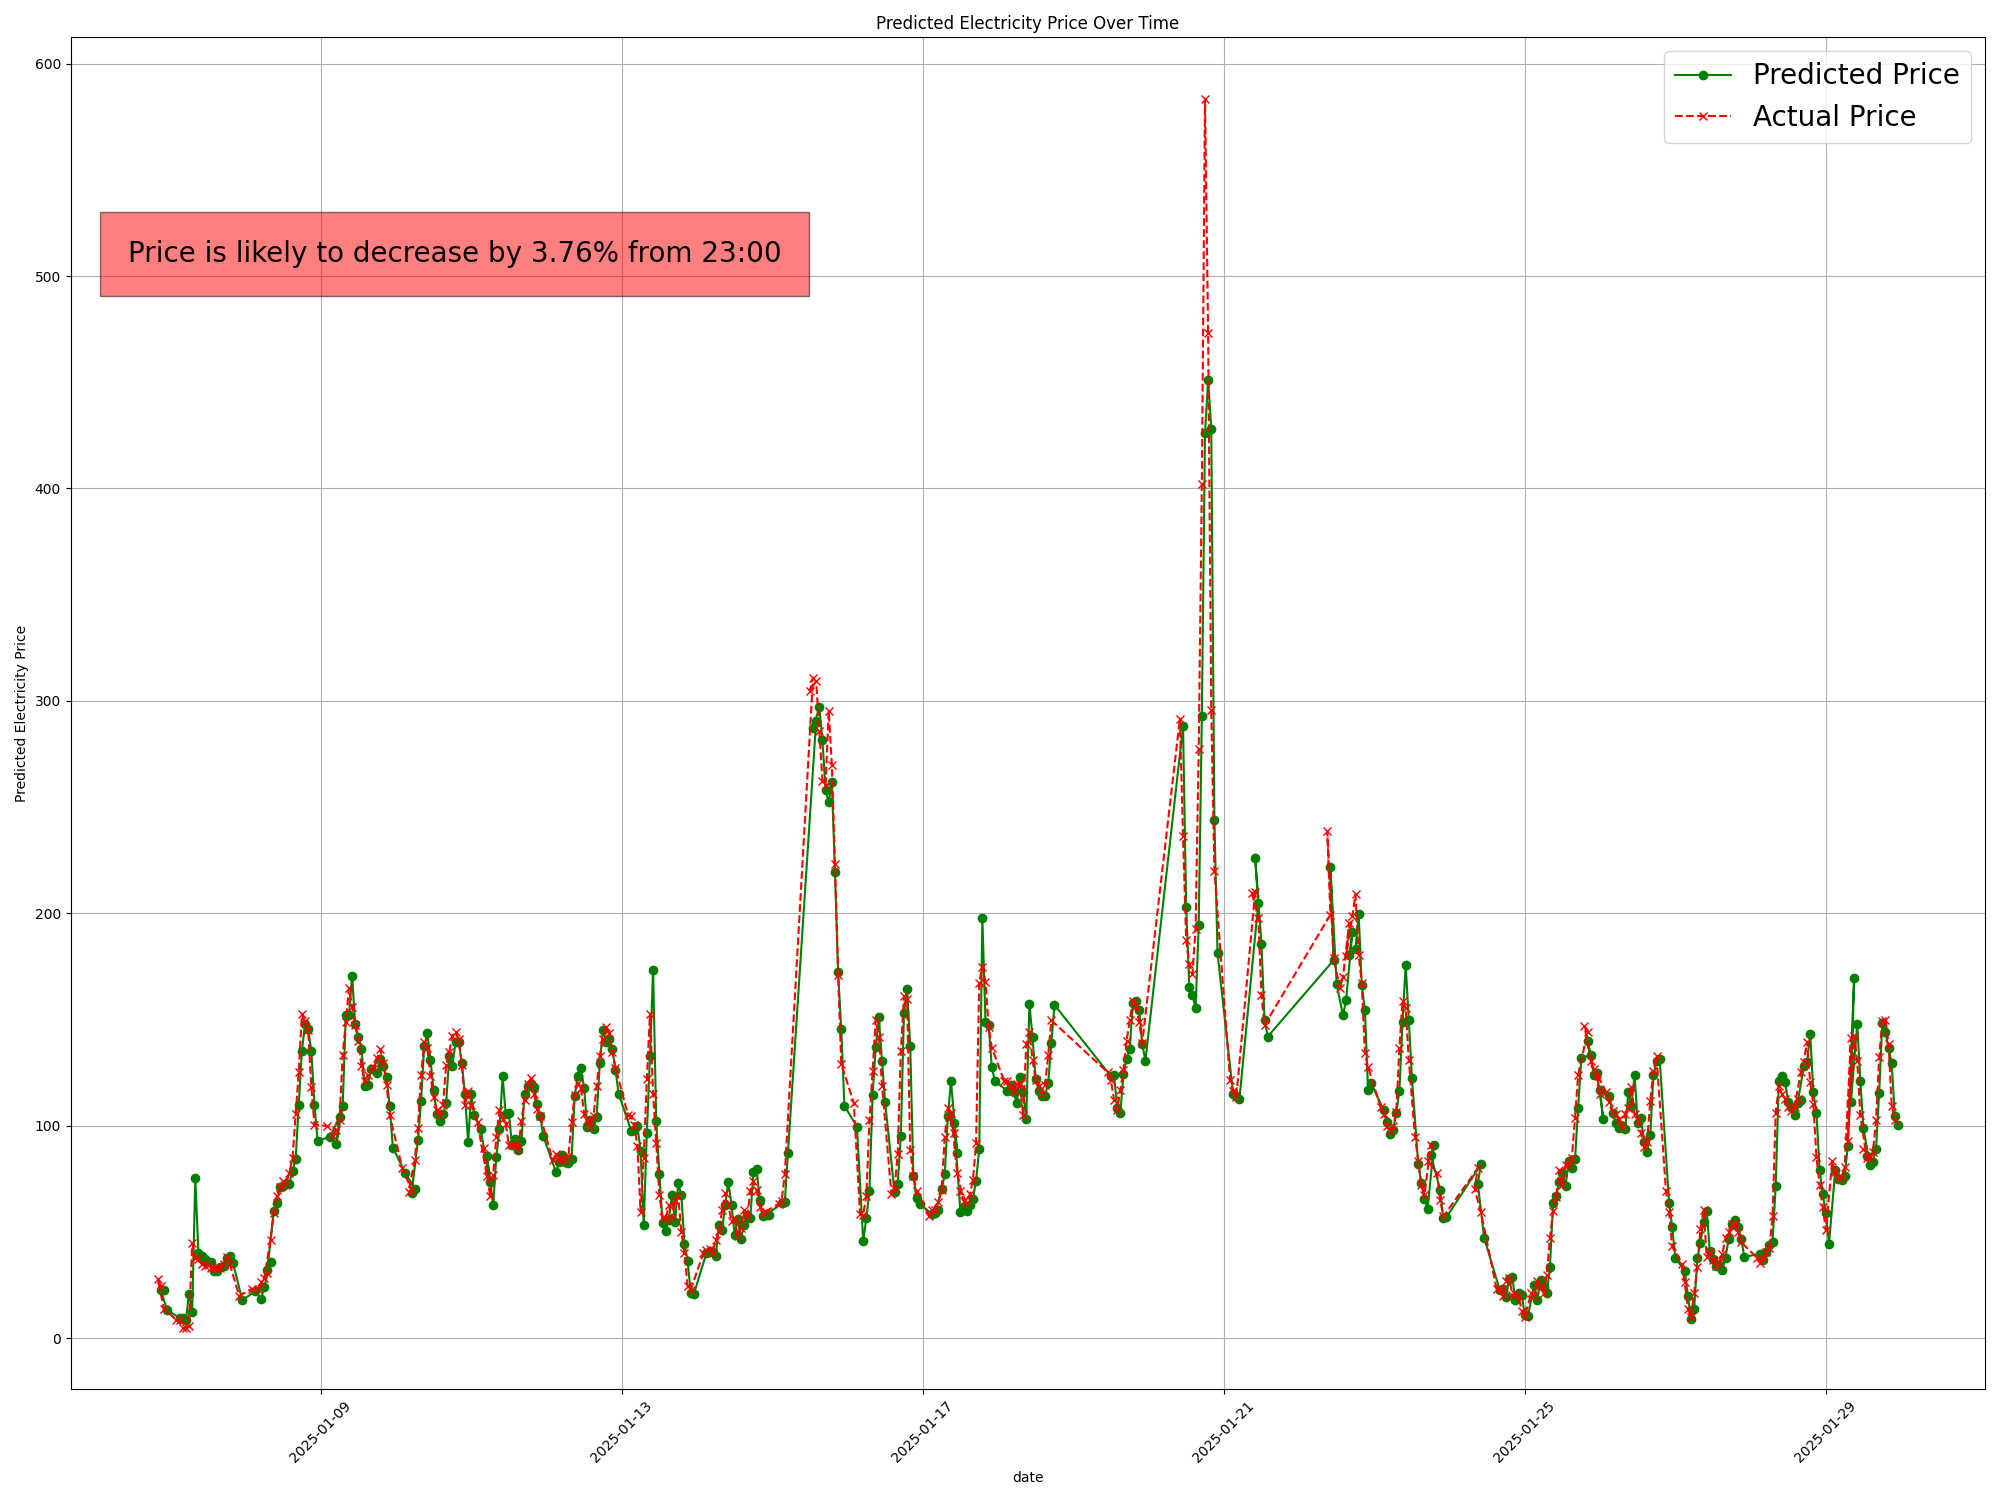 Predicted Electricity Price Over Time
Predicted Price
Actual Price
Price is likely to decrease by 3.76% from 23:00
Predicted Electricity Price
600
500
400
300
200
100
0
2025-01-09
2025-01-13
2025-01-17
2025-01-21
2025-01-25
2025-01-29
date